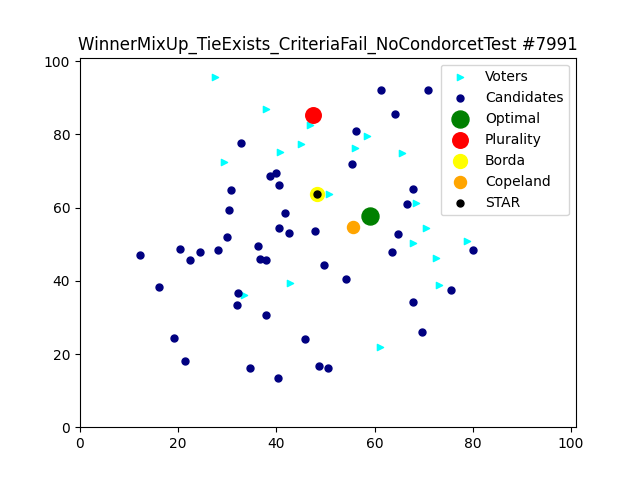 WinnerMixUp_TieExists_CriteriaFail_NoCondorcetTest #7991
100
80
60
40
20
0
0 20 40 60 80 100
Voters
Candidates
Optimal
Plurality
Borda
Copeland
STAR